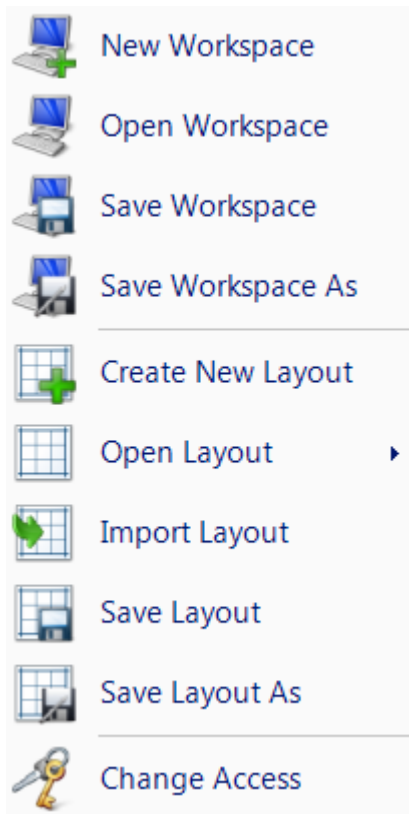 New Workspace
Open Workspace
Save Workspace
Save Workspace As
Create New Layout
Open Layout
Import Layout
Save Layout
Save Layout As
Change Access